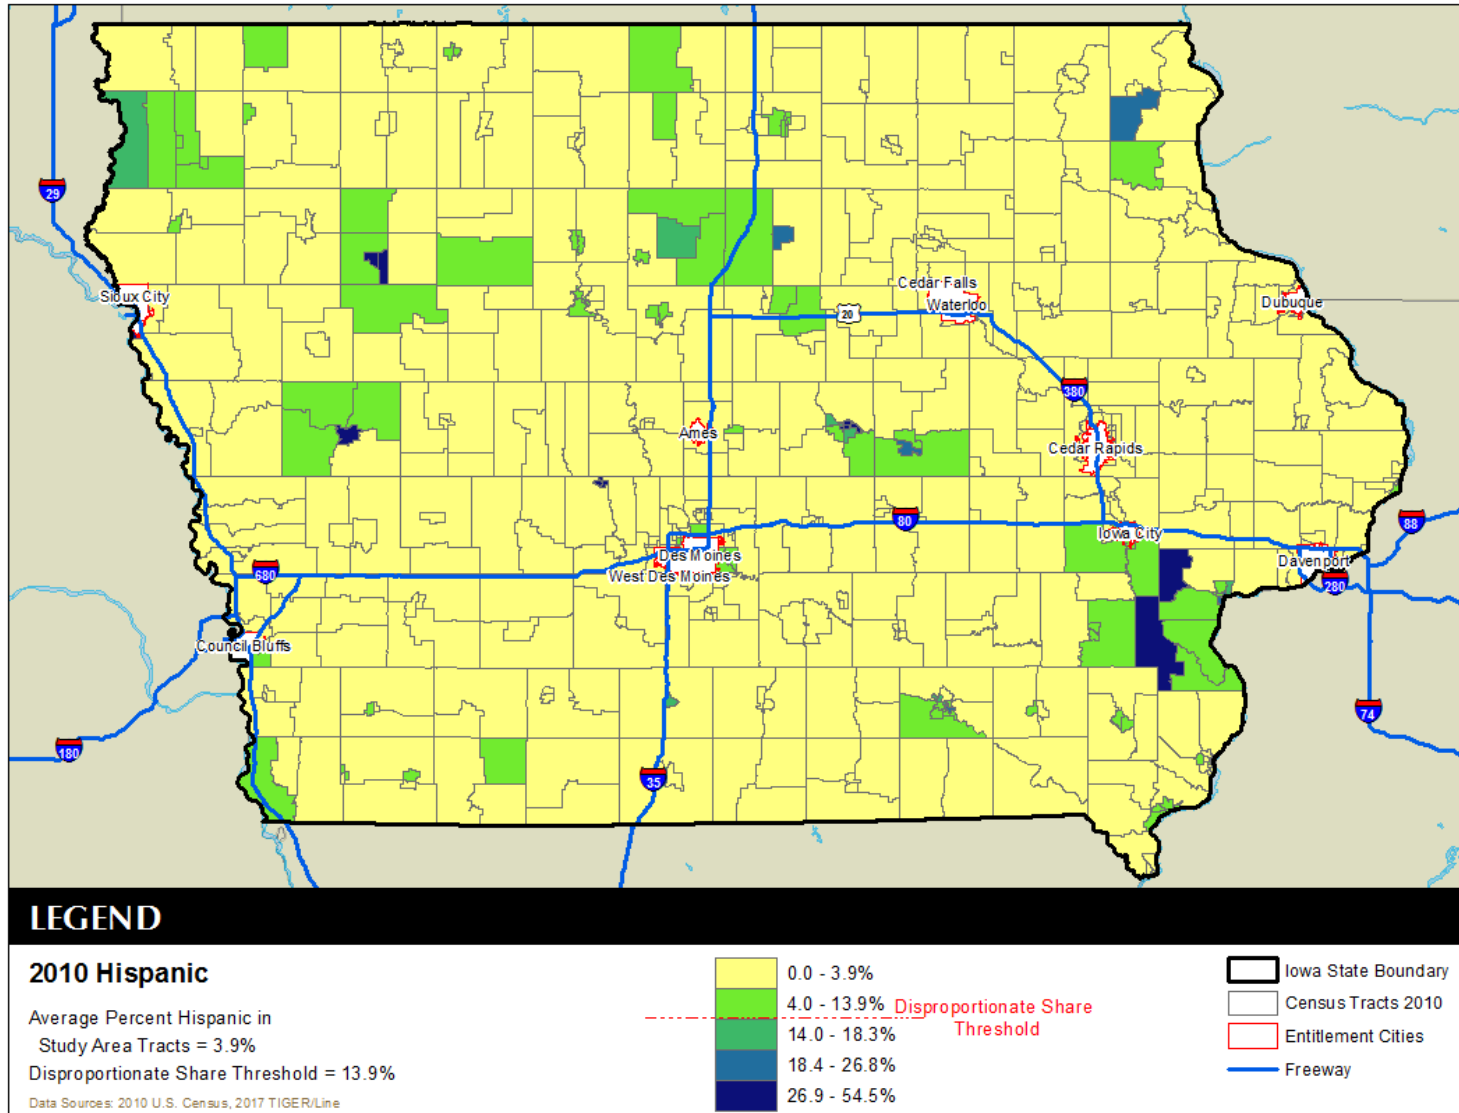 29
Sioux City
Cedar Falls
Waterloo
20
Dubuque
380
Ames
Cedar Rapids
80
88
Iowa City
Des Moines
West Des Moines
Davenport
280
680
Council Bluffs
180
74
35
LEGEND
2010 Hispanic
Average Percent Hispanic in
Study Area Tracts = 3.9%
Disproportionate Share Threshold = 13.9%
Data Sources: 2010 U.S. Census, 2017 TIGER/Line
0.0 - 3.9%
4.0 - 13.9%
Disproportionate Share
Threshold
14.0 - 18.3%
18.4 - 26.8%
26.9 - 54.5%
Iowa State Boundary
Census Tracts 2010
Entitlement Cities
Freeway